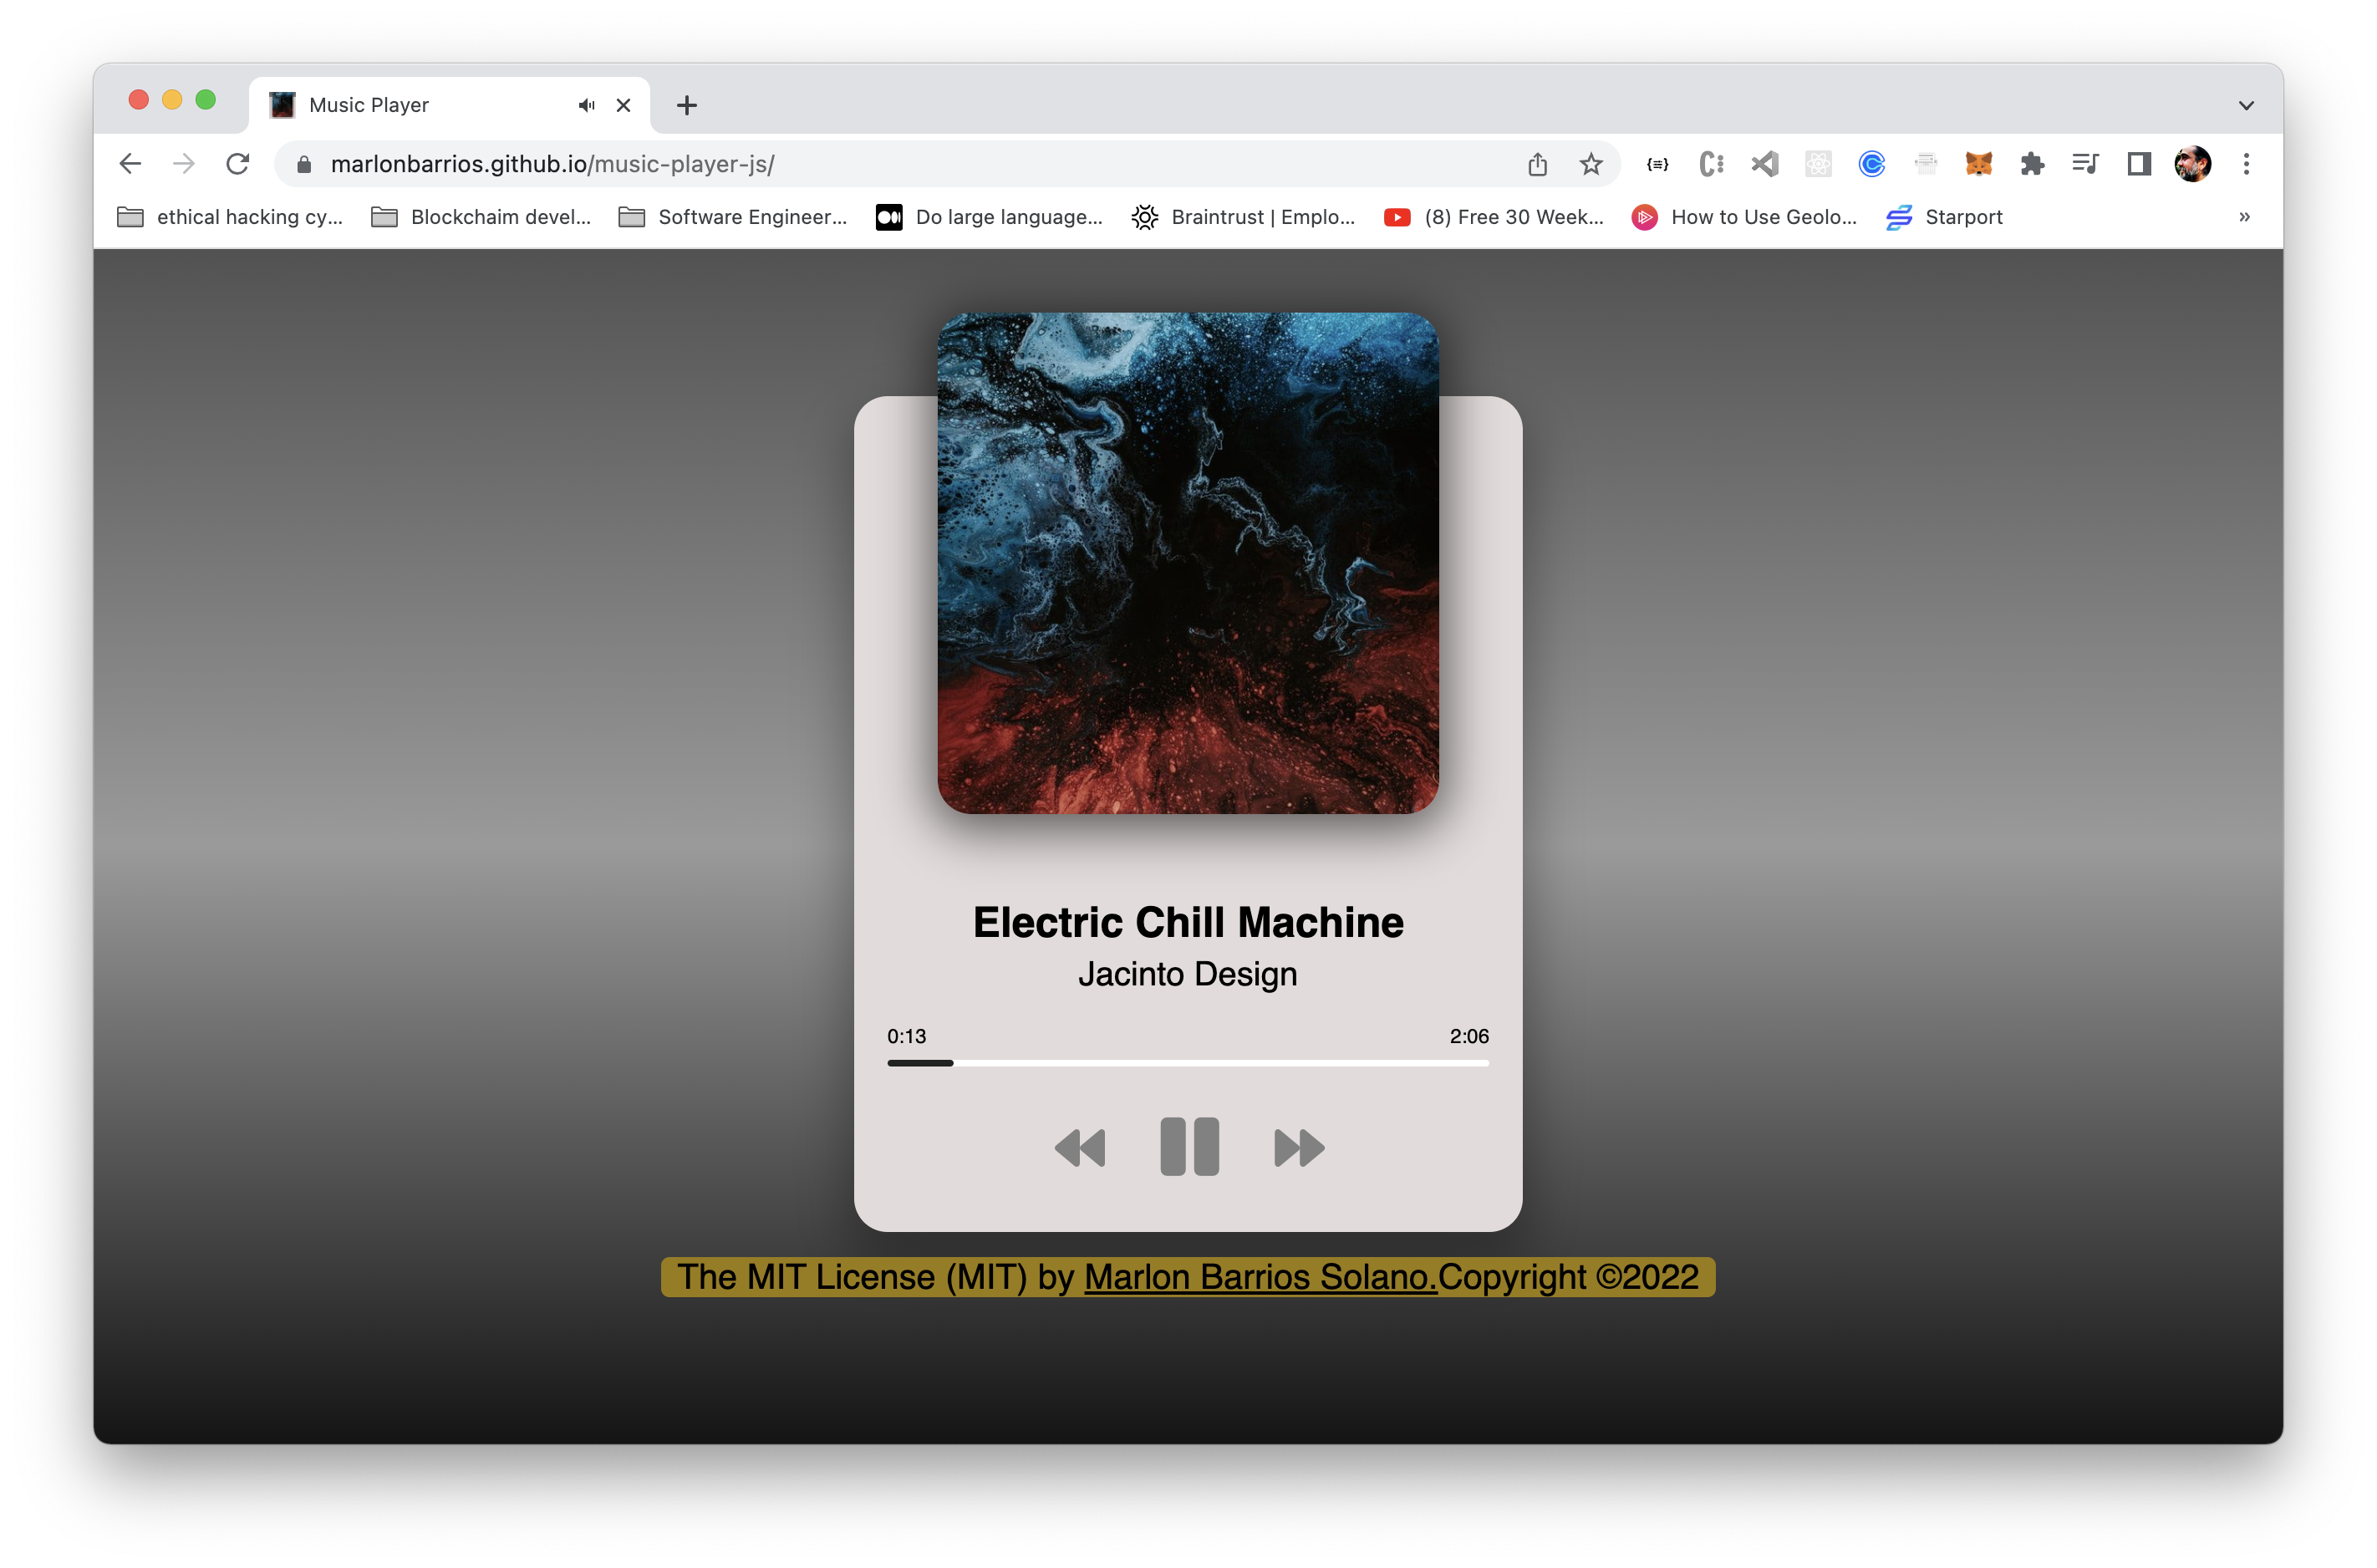 Music Player
marlonbarrios.github.io/music-player-js/
ethical hacking cy... Blockchaim devel... Software Engineer... Do large language... Braintrust | Emplo... (8) Free 30 Week... How to Use Geolo... Starport »
Electric Chill Machine
Jacinto Design
0:13 2:06
The MIT License (MIT) by Marlon Barrios Solano.Copyright ©2022